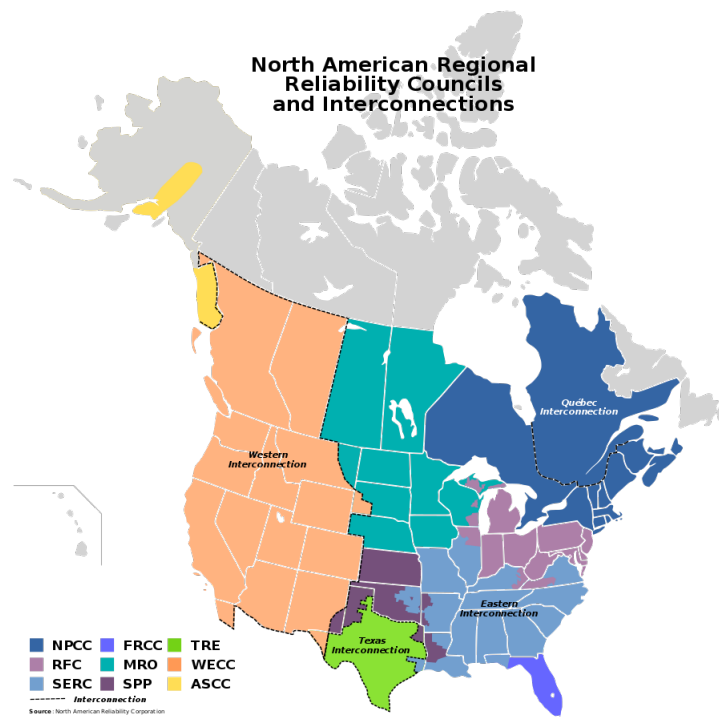 North American Regional
Reliability Councils
and Interconnections
Québec
Interconnection
Western
Interconnection
Eastern
Interconnection
Texas
Interconnection
NPCC FRCC TRE
RFC MRO WECC
SERC SPP ASCC
Interconnection
Source: North American Reliability Corporation